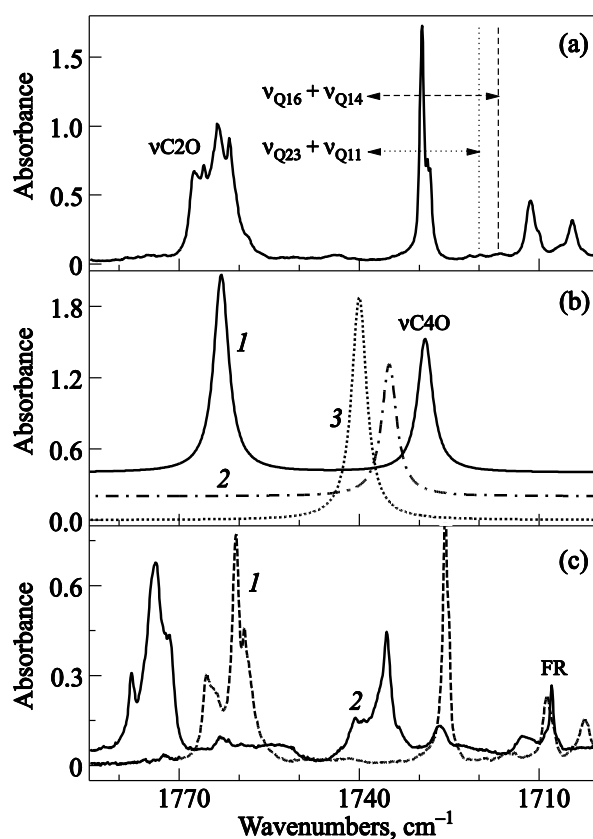 (a)
1.5
νQ16 + νQ14
νC2O
1.0
νQ23 + νQ11
0.5
0
Absorbance
(b)
1.8
νC4O
1
1.2
3
0.6
2
0.0
Absorbance
(c)
1
0.6
FR
2
0.3
0
Absorbance
1770 1740 1710
Wavenumbers, cm⁻¹